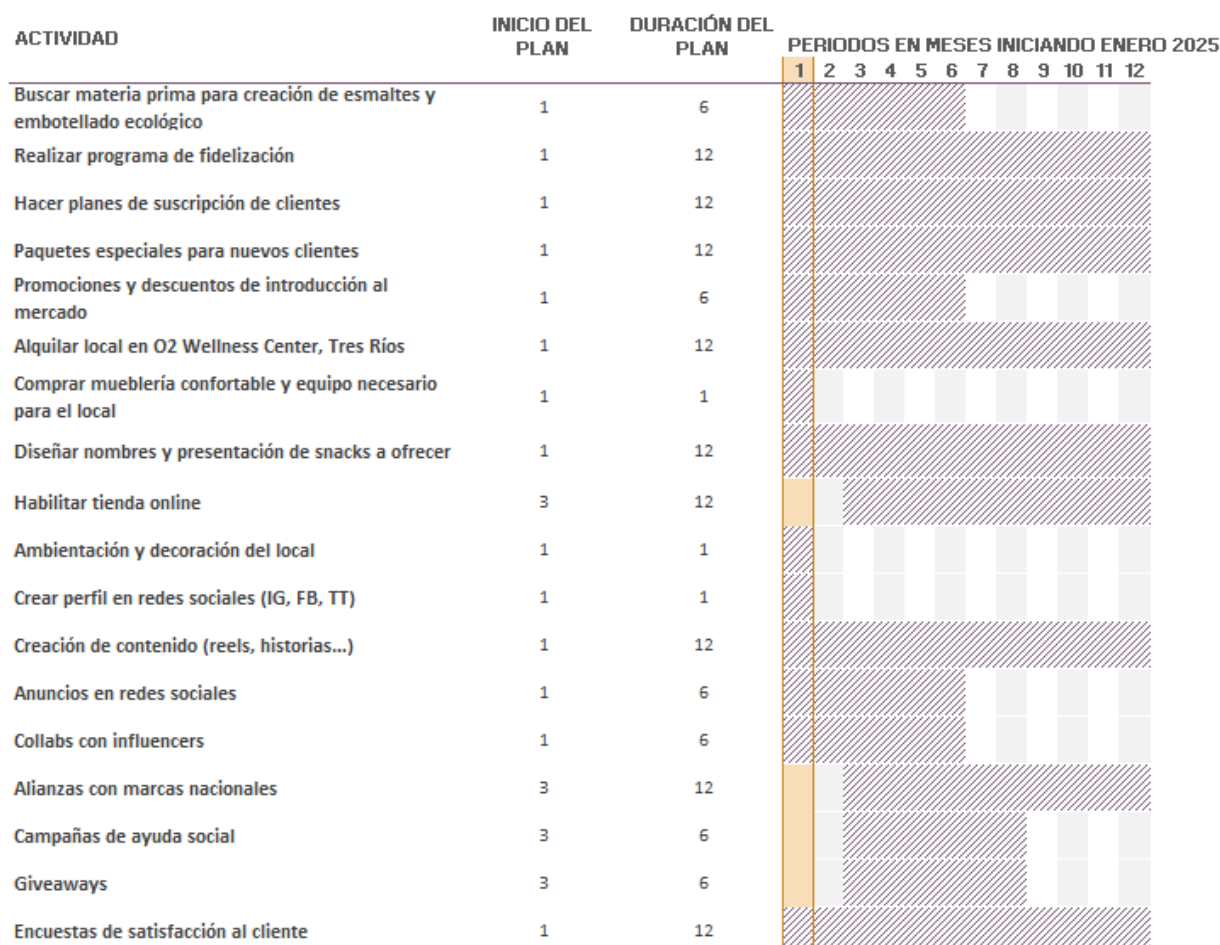 ACTIVIDAD INICIO DEL PLAN DURACIÓN DEL PLAN PERIODOS EN MESES INICIANDO ENERO 2025
1 2 3 4 5 6 7 8 9 10 11 12
Buscar materia prima para creación de esmaltes y
embotellado ecológico 1 6
Realizar programa de fidelización 1 12
Hacer planes de suscripción de clientes 1 12
Paquetes especiales para nuevos clientes 1 12
Promociones y descuentos de introducción al
mercado 1 6
Alquilar local en O2 Wellness Center, Tres Ríos 1 12
Comprar mueblería confortable y equipo necesario
para el local 1 1
Diseñar nombres y presentación de snacks a ofrecer 1 12
Habilitar tienda online 3 12
Ambientación y decoración del local 1 1
Crear perfil en redes sociales (IG, FB, TT) 1 1
Creación de contenido (reels, historias...) 1 12
Anuncios en redes sociales 1 6
Collabs con influencers 1 6
Alianzas con marcas nacionales 3 12
Campañas de ayuda social 3 6
Giveaways 3 6
Encuestas de satisfacción al cliente 1 12